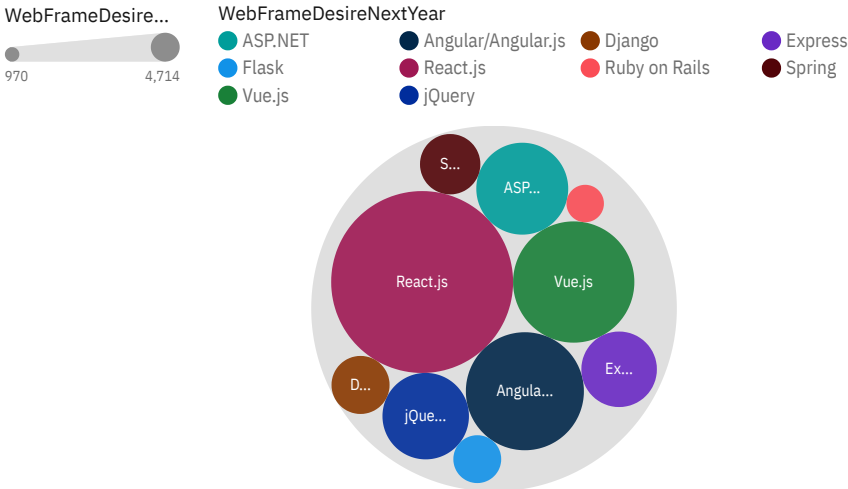 WebFrameDesire...
970
4,714
WebFrameDesireNextYear
ASP.NET
Angular/Angular.js
Django
Express
Flask
React.js
Ruby on Rails
Spring
Vue.js
jQuery
S...
ASP...
React.js
Vue.js
Ex...
D...
Angula...
jQue...